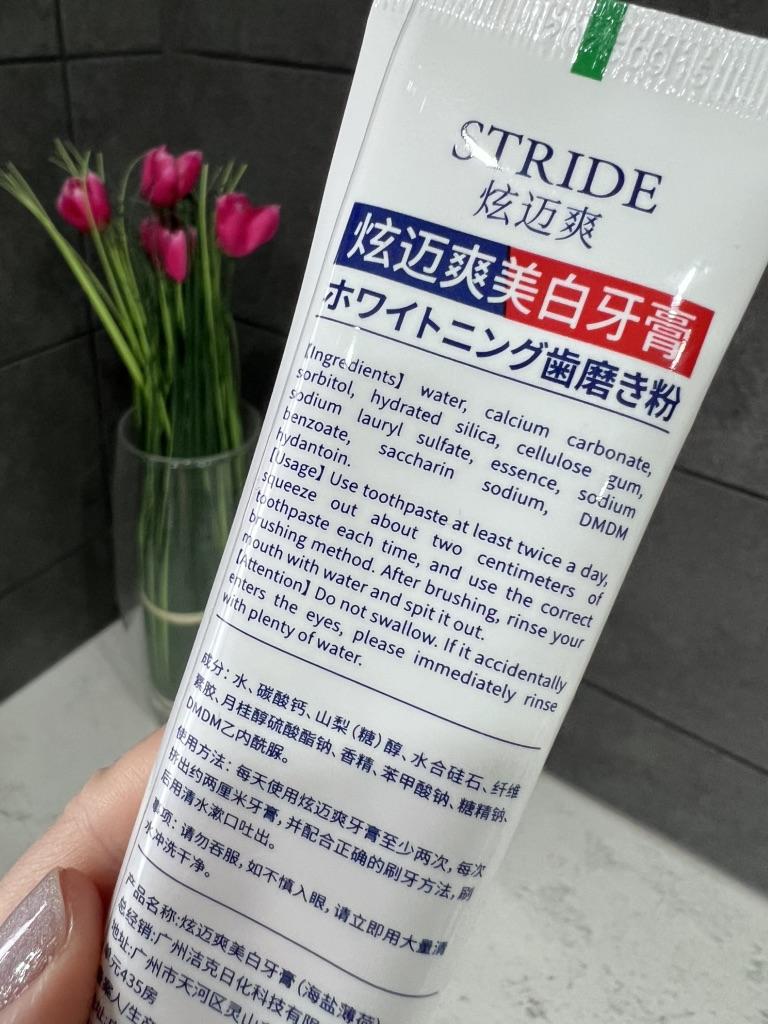 STRIDE
炫迈爽
炫迈爽美白牙膏
ホワイトニング歯磨き粉
【Ingredients】 water, calcium carbonate,
sorbitol, hydrated silica, cellulose gum,
sodium lauryl sulfate, essence, sodium
benzoate, saccharin sodium, DMDM
hydantoin.
【Usage】 Use toothpaste at least twice a day,
squeeze out about two centimeters of
toothpaste each time, and use the correct
brushing method. After brushing, rinse your
mouth with water and spit it out.
【Attention】 Do not swallow. If it accidentally
enters the eyes, please immediately rinse
with plenty of water.
成分：水、碳酸钙、山梨（糖）醇、水合硅石、纤维
素胶、月桂醇硫酸酯钠、香精、苯甲酸钠、糖精钠、
DMDM乙内酰脲。
使用方法：每天使用炫迈爽牙膏至少两次，每次
挤出约两厘米牙膏，并配合正确的刷牙方法，刷
后用清水漱口吐出。
事项：请勿吞服，如不慎入眼，请立即用大量清
水冲洗干净。
产品名称:炫迈爽美白牙膏（海盐薄荷）
总经销:广州洁克日化科技有限
地址:广州市天河区灵山
单元435房
案人/生产